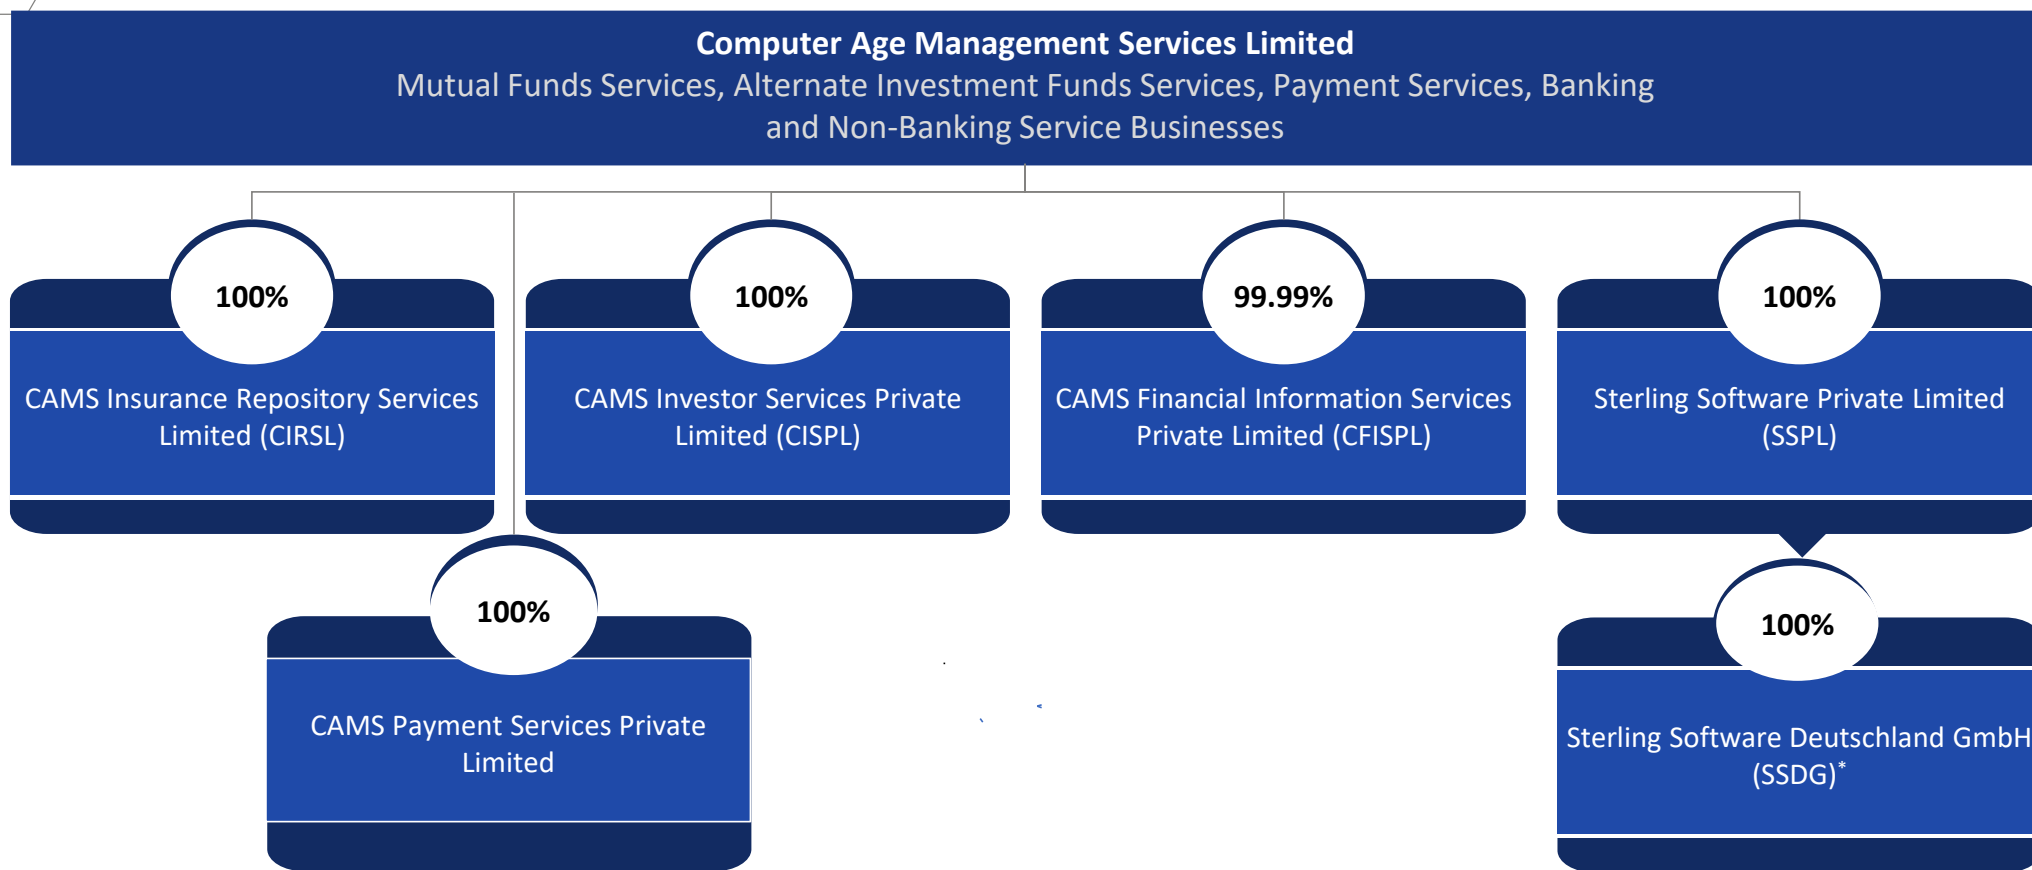 Computer Age Management Services Limited
Mutual Funds Services, Alternate Investment Funds Services, Payment Services, Banking
and Non-Banking Service Businesses
100%
CAMS Insurance Repository Services
Limited (CIRSL)
100%
CAMS Investor Services Private
Limited (CISPL)
99.99%
CAMS Financial Information Services
Private Limited (CFISPL)
100%
Sterling Software Private Limited
(SSPL)
100%
CAMS Payment Services Private
Limited
100%
Sterling Software Deutschland GmbH
(SSDG)*